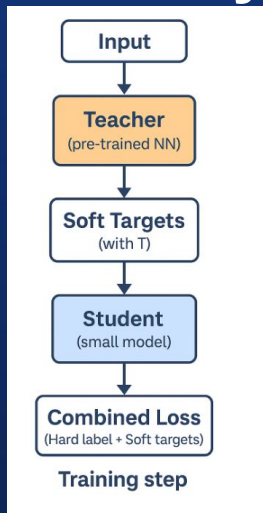 Input
Teacher
(pre-trained NN)
Soft Targets
(with T)
Student
(small model)
Combined Loss
(Hard label + Soft targets)
Training step